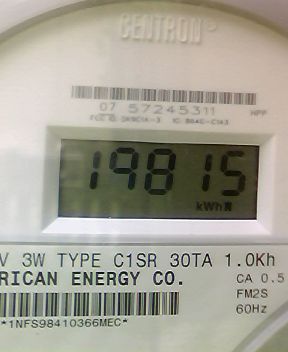 CENTRON®
07 57245311
19815
kWh
V 3W TYPE C1SR 30TA 1.0Kh
RICAN ENERGY CO.
CA 0.5
FM2S
60Hz
*1NFS98410366MEC*